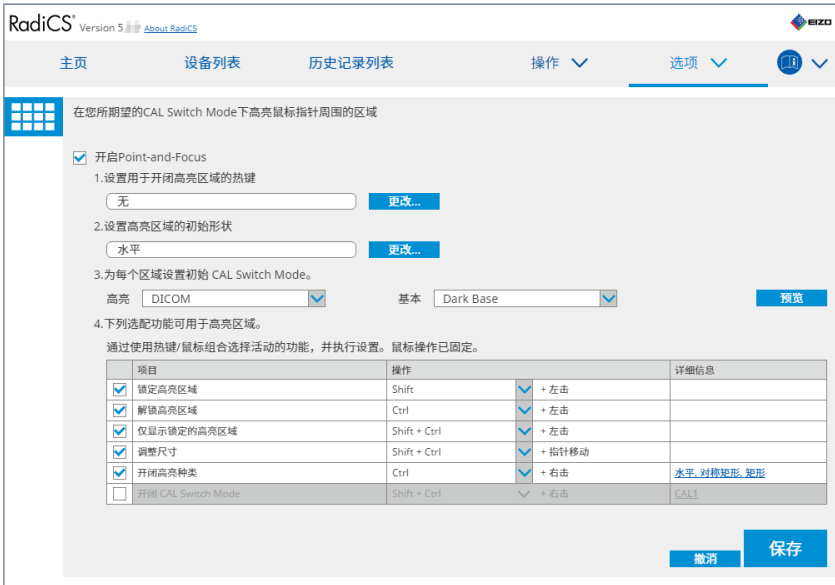 RadiCS® Version 5. About RadiCS EIZO
主页 设备列表 历史记录列表 操作 选项
在您所期望的CAL Switch Mode下高亮鼠标指针周围的区域
开启Point-and-Focus
1.设置用于开闭高亮区域的热键
无 更改...
2.设置高亮区域的初始形状
水平 更改...
3.为每个区域设置初始 CAL Switch Mode。
高亮 DICOM 基本 Dark Base 预览
4.下列选配功能可用于高亮区域。
通过使用热键/鼠标组合选择活动的功能，并执行设置。鼠标操作已固定。
项目 操作 详细信息
锁定高亮区域 Shift + 左击
解锁高亮区域 Ctrl + 左击
仅显示锁定的高亮区域 Shift + Ctrl + 左击
调整尺寸 Shift + Ctrl + 指针移动
开闭高亮种类 Ctrl + 右击 水平, 对称矩形, 矩形
开闭 CAL Switch Mode Shift + Ctrl + 右击 CAL1
撤消 保存